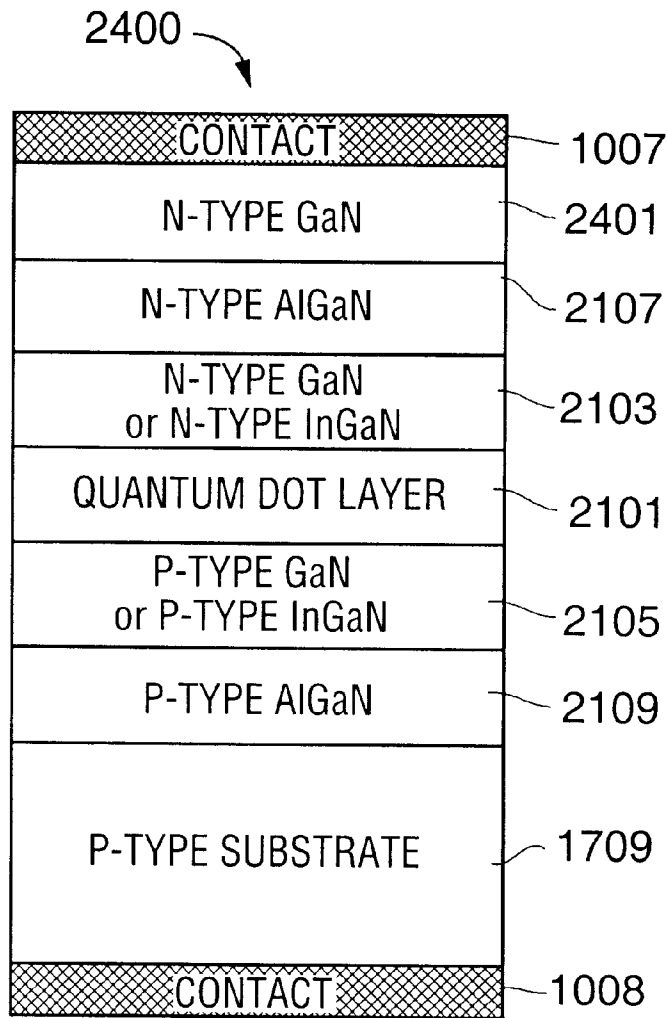 2400
CONTACT
1007
N-TYPE GaN
2401
N-TYPE AlGaN
2107
N-TYPE GaN
or N-TYPE InGaN
2103
QUANTUM DOT LAYER
2101
P-TYPE GaN
or P-TYPE InGaN
2105
P-TYPE AlGaN
2109
P-TYPE SUBSTRATE
1709
CONTACT
1008